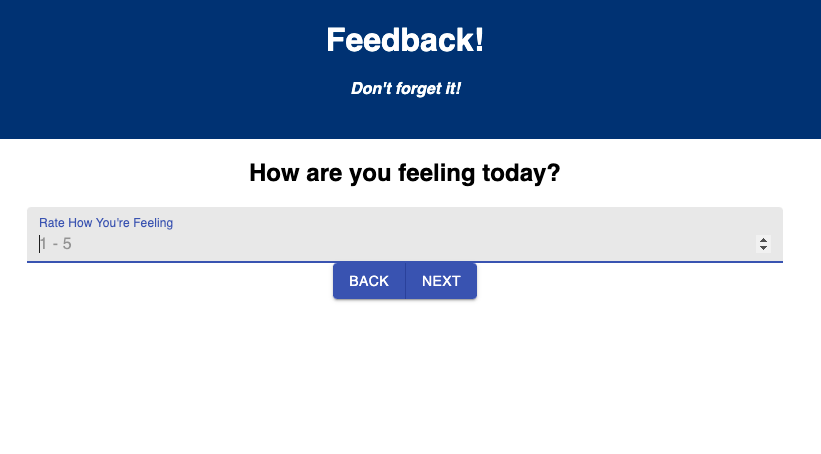 Feedback!
Don't forget it!
How are you feeling today?
Rate How You're Feeling
1 - 5
BACK NEXT